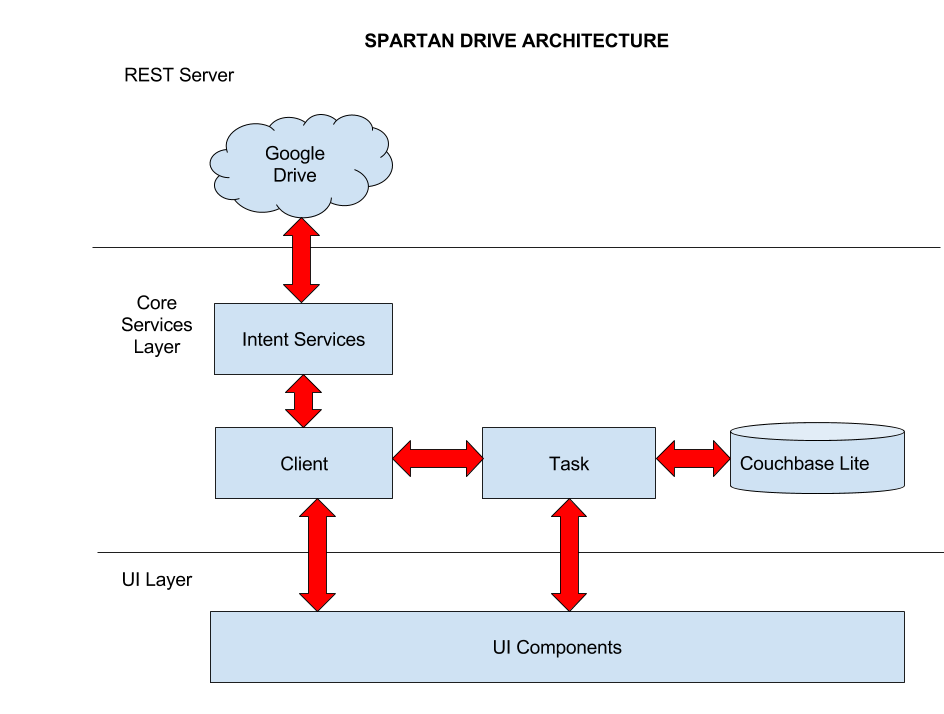 SPARTAN DRIVE ARCHITECTURE
REST Server
Google
Drive
Core
Services
Layer
Intent Services
Client
Task
Couchbase Lite
UI Layer
UI Components